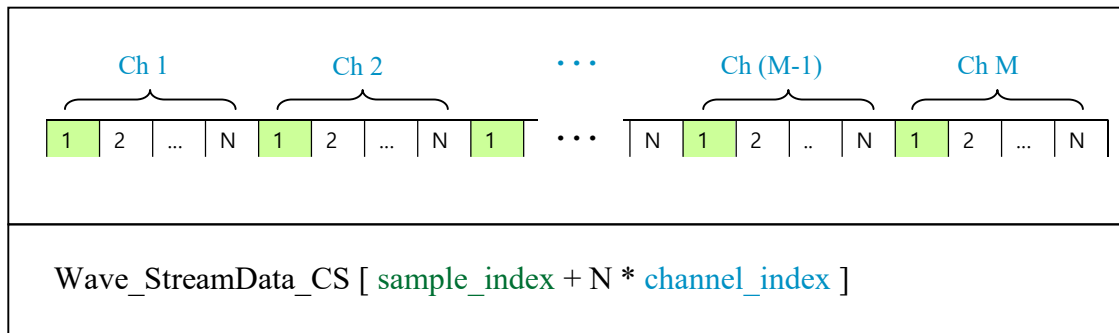 Ch 1 Ch 2 ... Ch (M-1) Ch M
1 2 ... N 1 2 ... N 1 ... N 1 2 .. N 1 2 ... N
Wave_StreamData_CS [ sample_index + N * channel_index ]